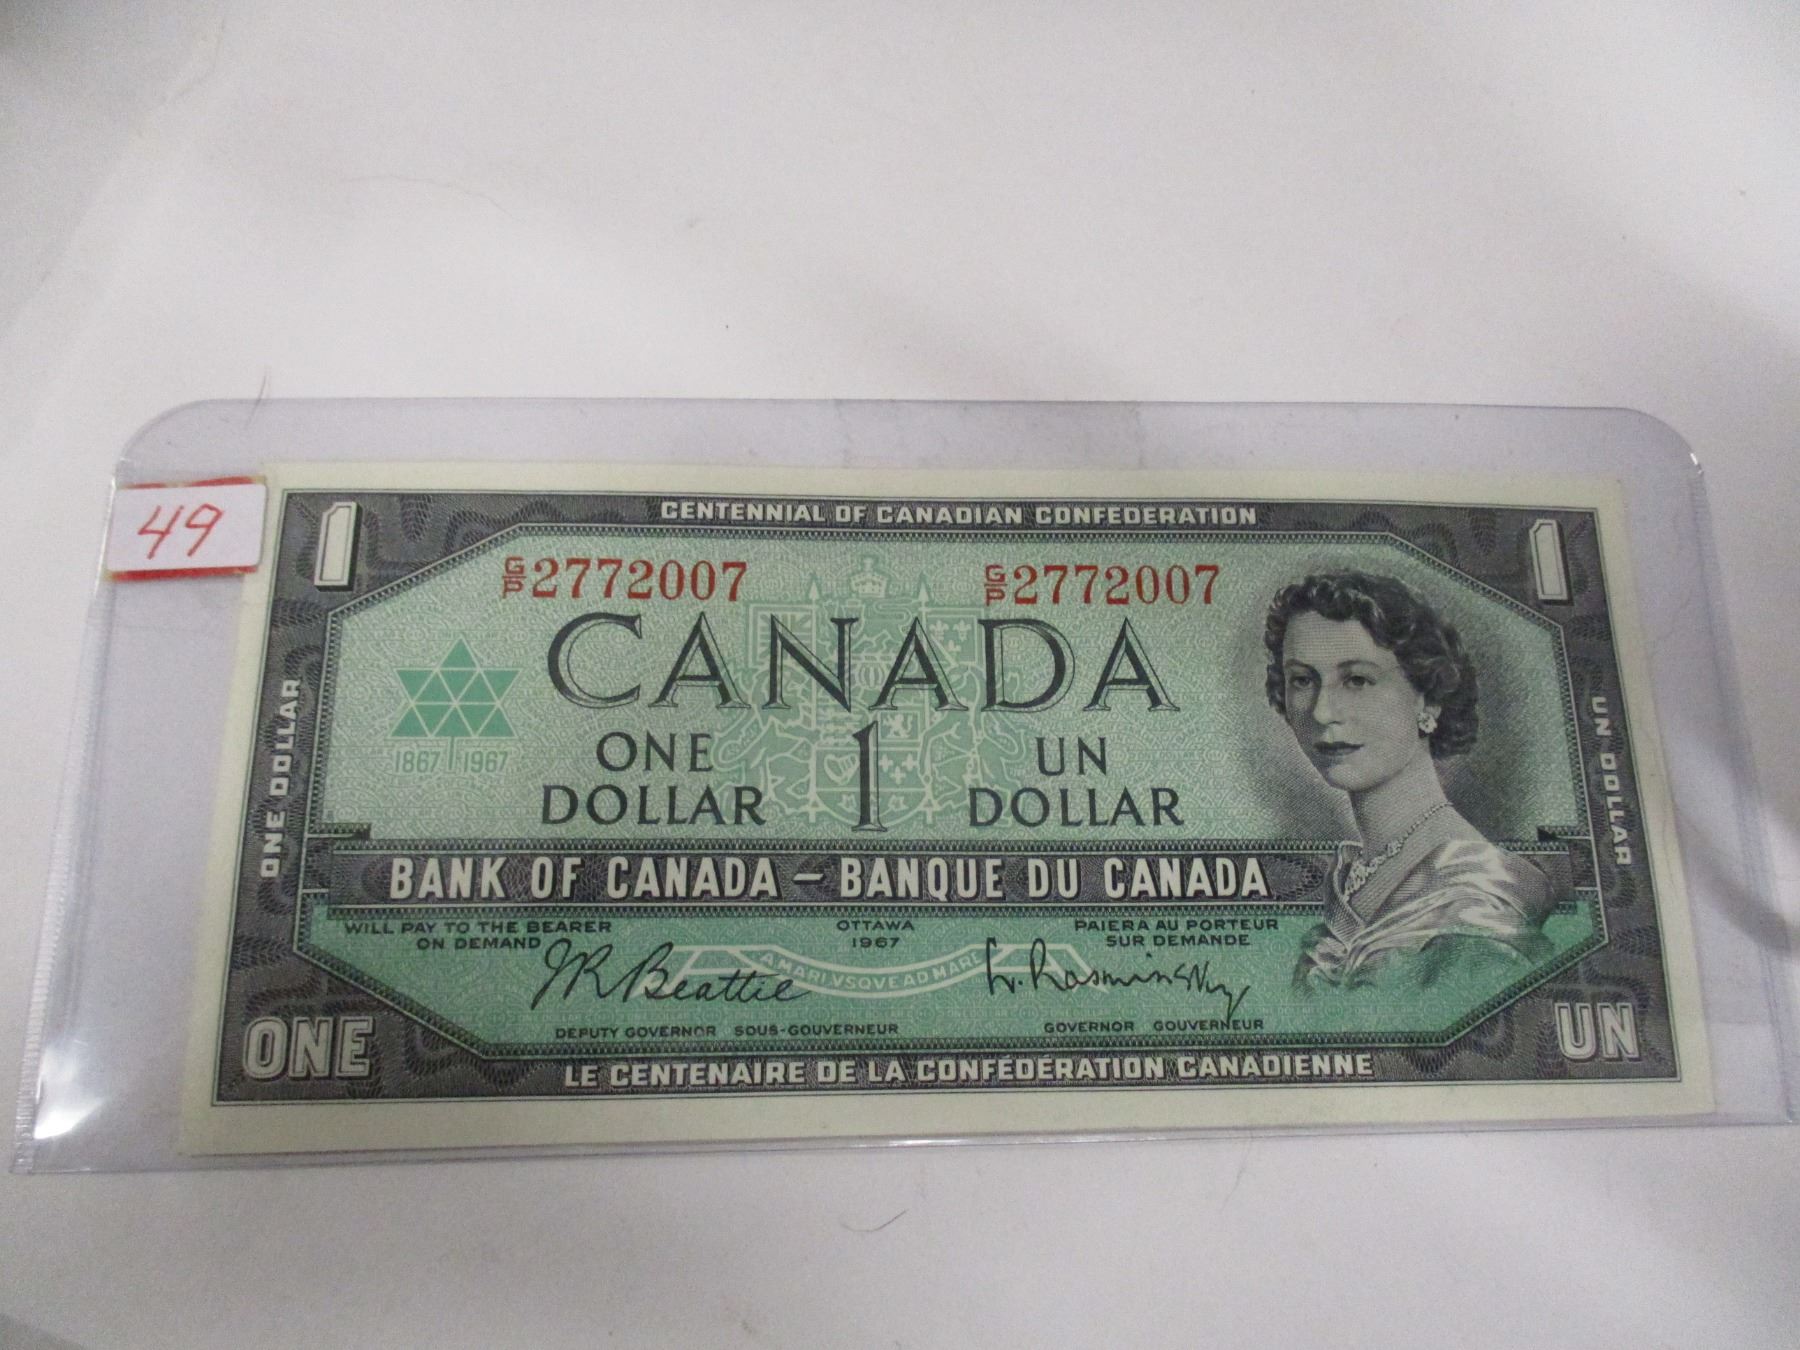 49
1 CENTENNIAL OF CANADIAN CONFEDERATION 1
G/P 2772007 G/P 2772007
CANADA
1867 1967
ONE DOLLAR 1 UN DOLLAR
ONE DOLLAR
UN DOLLAR
BANK OF CANADA – BANQUE DU CANADA
WILL PAY TO THE BEARER ON DEMAND
OTTAWA 1967
PAIERA AU PORTEUR SUR DEMANDE
A MARI VSQVE AD MARE
J R Beattie
L. Rasminsky
DEPUTY GOVERNOR SOUS-GOUVERNEUR
GOVERNOR GOUVERNEUR
ONE
UN
LE CENTENAIRE DE LA CONFÉDÉRATION CANADIENNE